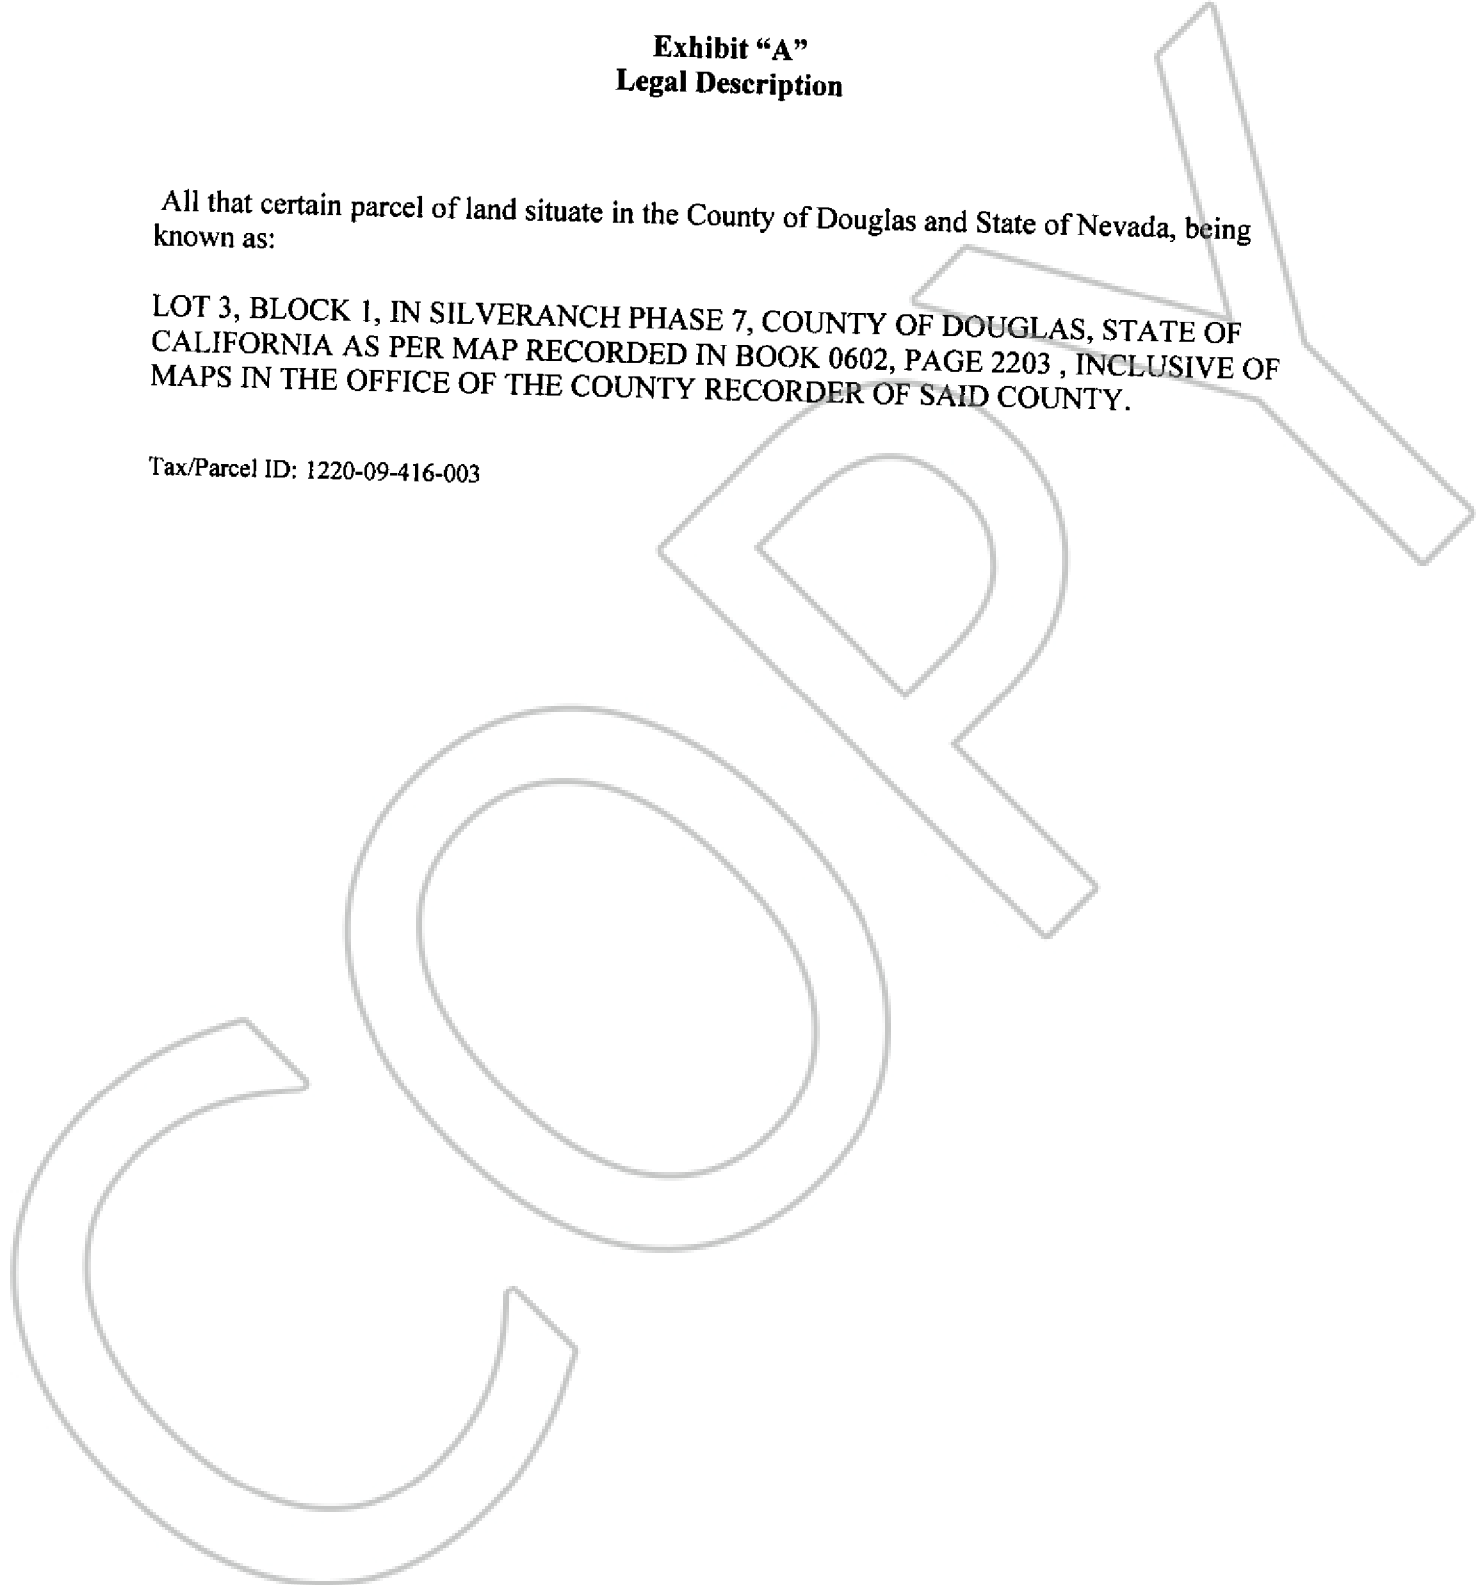 Exhibit “A”
Legal Description
All that certain parcel of land situate in the County of Douglas and State of Nevada, being
known as:
LOT 3, BLOCK 1, IN SILVERANCH PHASE 7, COUNTY OF DOUGLAS, STATE OF
CALIFORNIA AS PER MAP RECORDED IN BOOK 0602, PAGE 2203 , INCLUSIVE OF
MAPS IN THE OFFICE OF THE COUNTY RECORDER OF SAID COUNTY.
Tax/Parcel ID: 1220-09-416-003
COPY